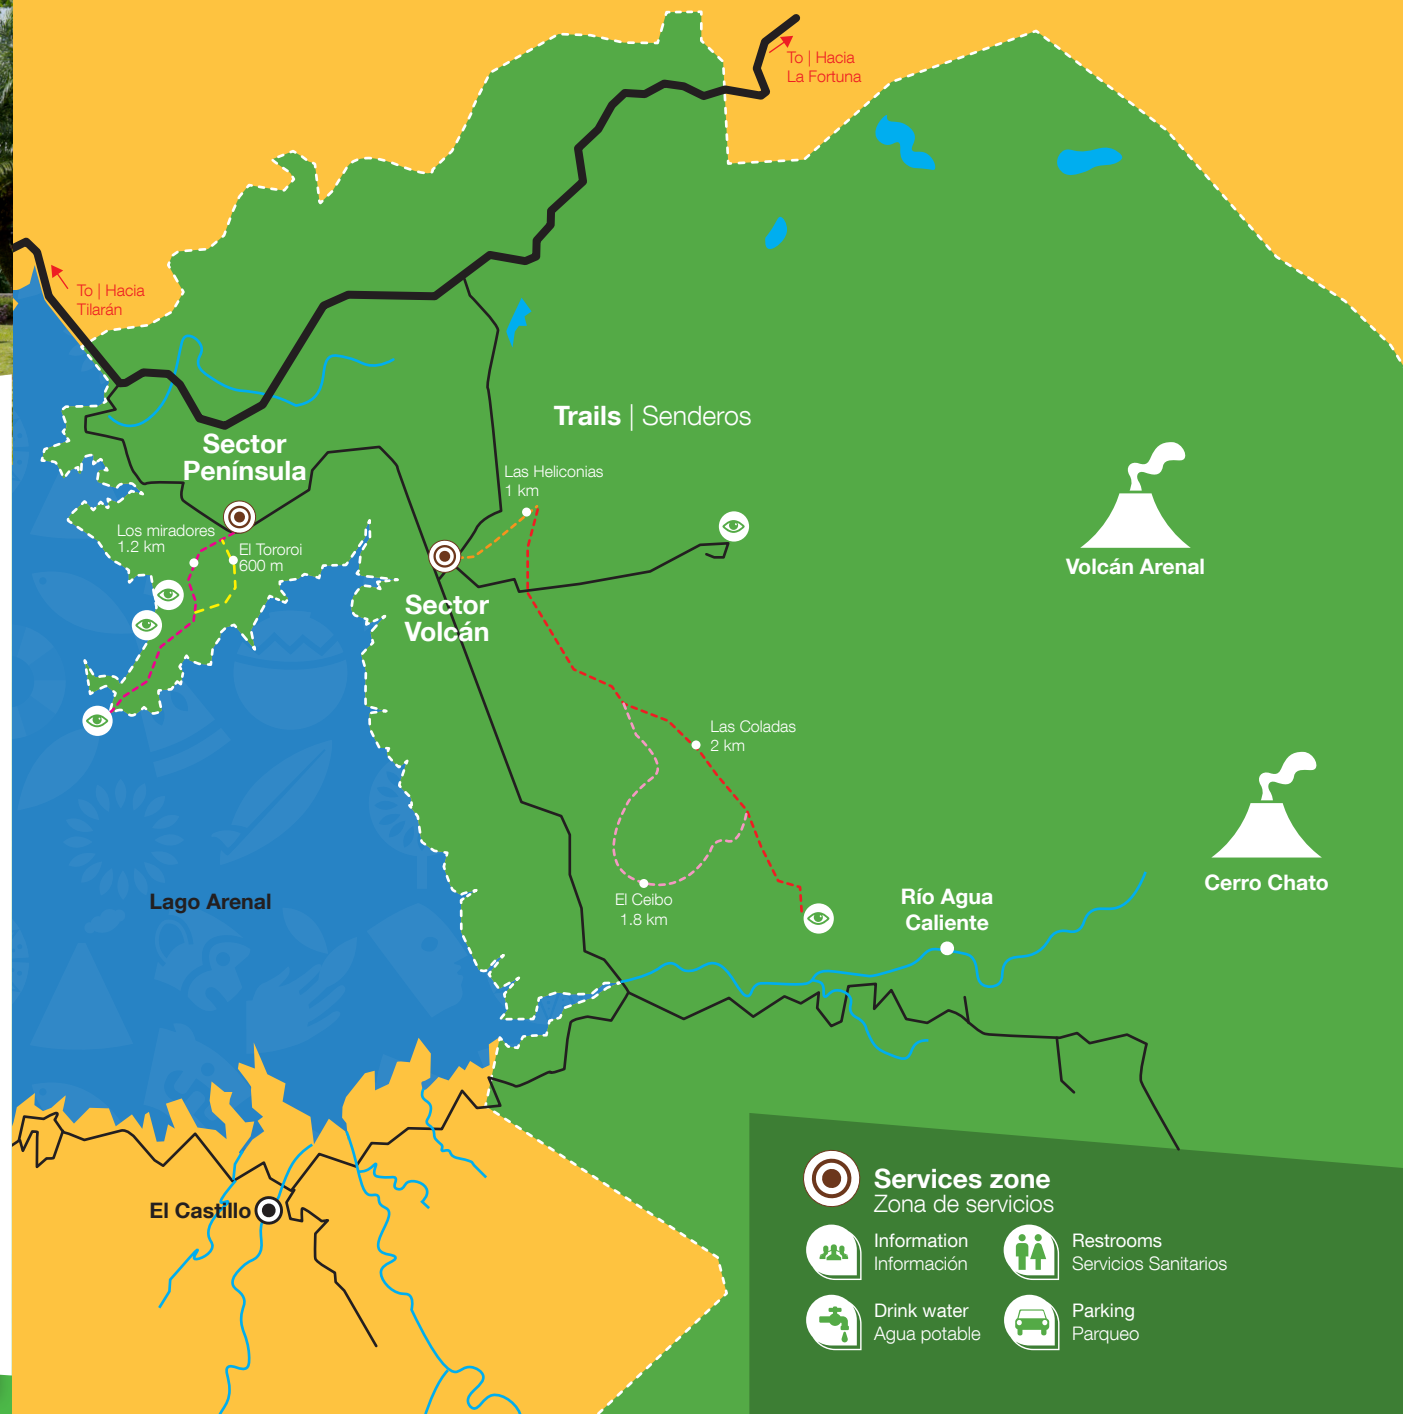 To | Hacia
La Fortuna
To | Hacia
Tilarán
Trails | Senderos
Sector
Península
Las Heliconias
1 km
Los miradores
1.2 km
El Tororoi
600 m
Volcán Arenal
Sector
Volcán
Las Coladas
2 km
Cerro Chato
El Ceibo
1.8 km
Río Agua
Caliente
Lago Arenal
El Castillo
Services zone
Zona de servicios
Information
Información
Restrooms
Servicios Sanitarios
Drink water
Agua potable
Parking
Parqueo